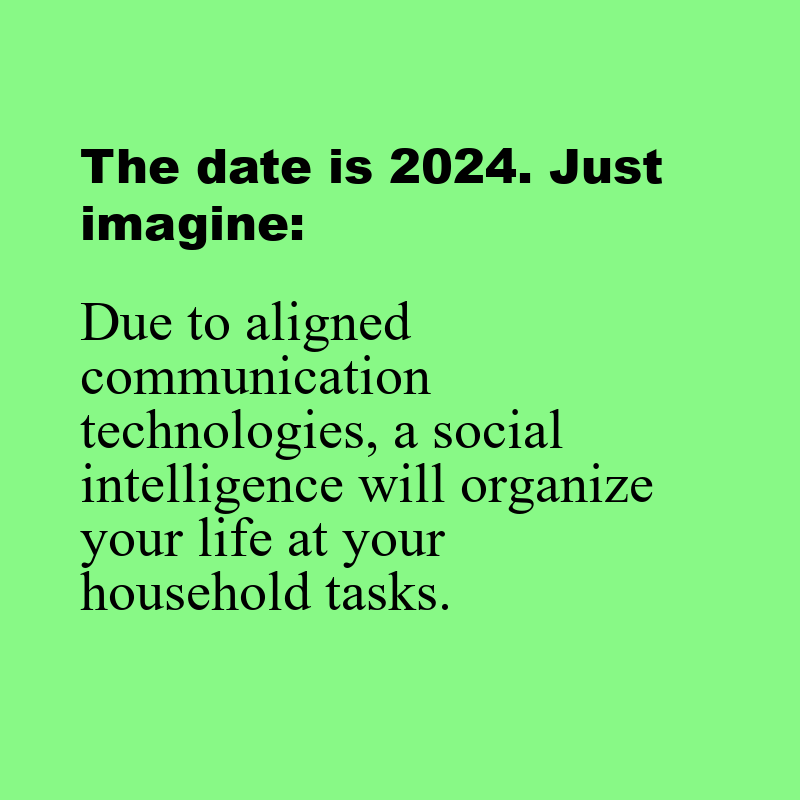 The date is 2024. Just
imagine:
Due to aligned
communication
technologies, a social
intelligence will organize
your life at your
household tasks.